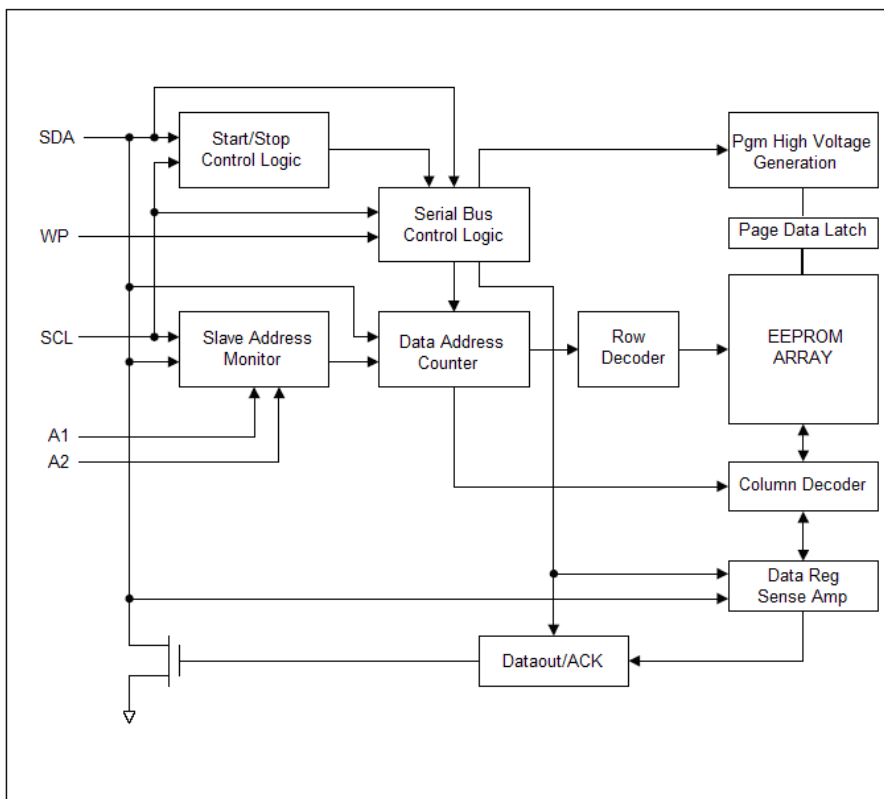 SDA
Start/Stop
Control Logic
Pgm High Voltage
Generation
WP
Serial Bus
Control Logic
Page Data Latch
SCL
Slave Address
Monitor
Data Address
Counter
Row
Decoder
EEPROM
ARRAY
A1
A2
Column Decoder
Data Reg
Sense Amp
Dataout/ACK